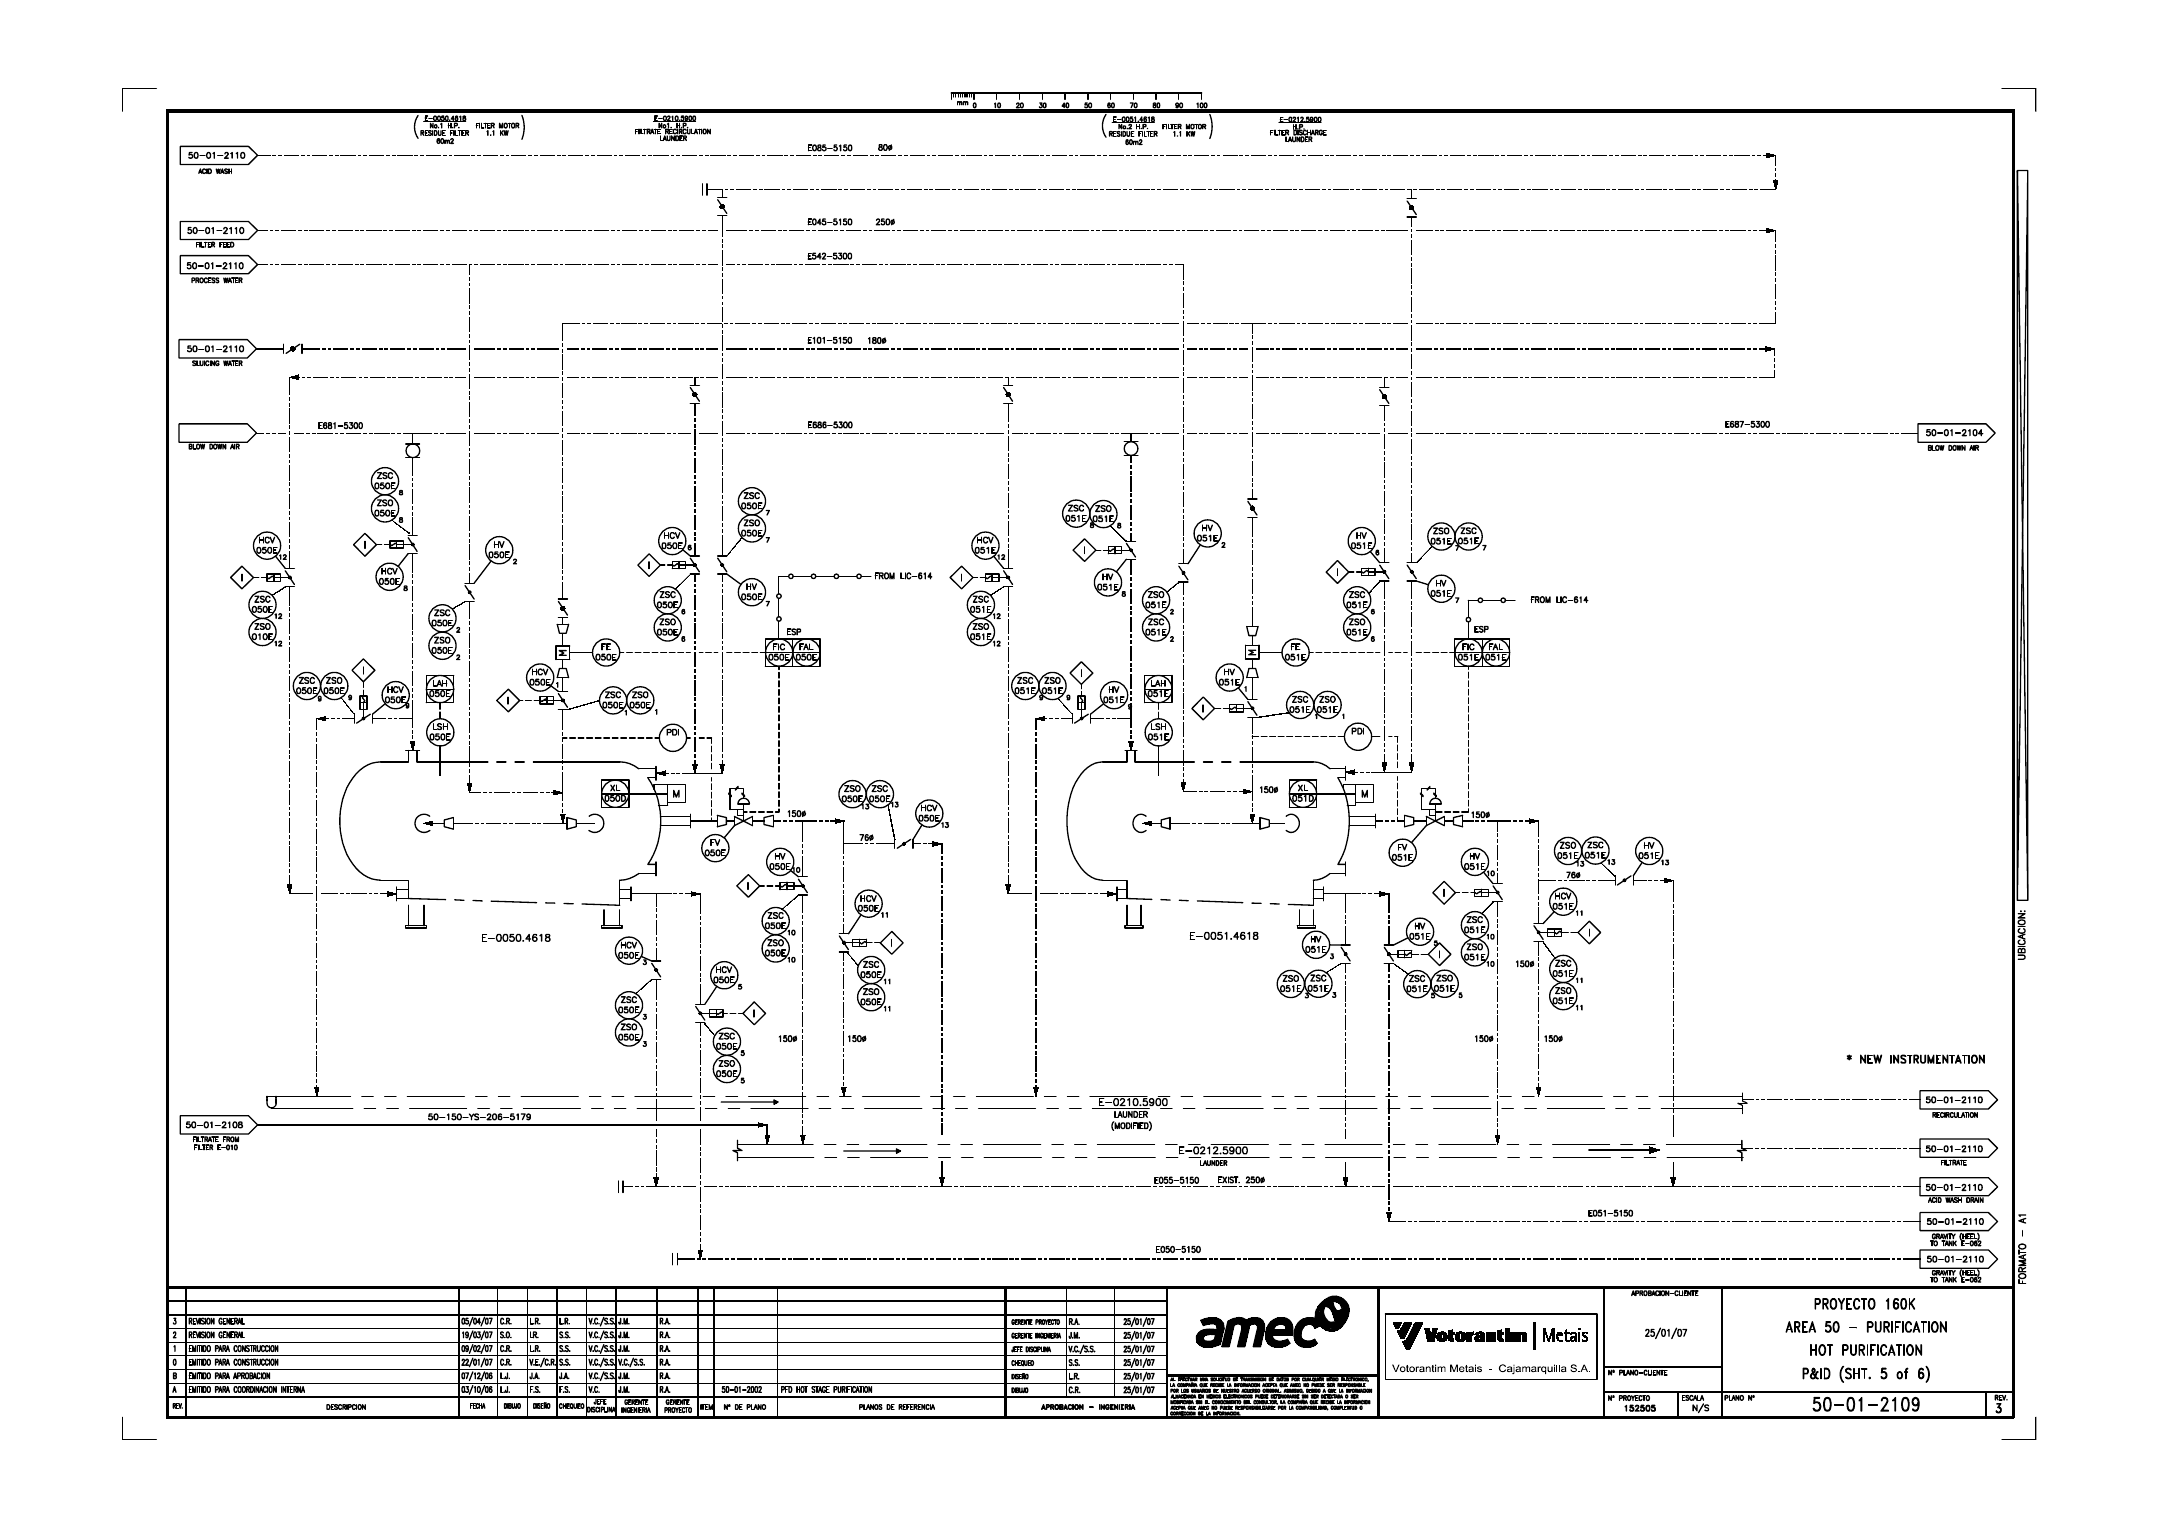 mm 0 10 20 30 40 50 60 70 80 90 100
E-0050.4618
No.1 H.P.
RESIDUE FILTER
60m2
FILTER MOTOR
1.1 KW
E-0210.5900
No1. H.P.
FILTRATE RECIRCULATION
LAUNDER
E-0051.4618
No.2 H.P.
RESIDUE FILTER
60m2
FILTER MOTOR
1.1 KW
E-0212.5900
H.P.
FILTER DISCHARGE
LAUNDER
50-01-2110
ACID WASH
E085-5150 80ø
50-01-2110
FILTER FEED
E045-5150 250ø
50-01-2110
PROCESS WATER
E542-5300
50-01-2110
SLUICING WATER
E101-5150 180ø
BLOW DOWN AIR
E681-5300
E686-5300
E687-5300
50-01-2104
BLOW DOWN AIR
ZSC 050E 8
ZSO 050E 8
HCV 050E 8
HCV 050E 12
I
I
ZSC 050E 12
ZSO 010E 12
HV 050E 2
ZSC 050E 2
ZSO 050E 2
HCV 050E 6
I
ZSC 050E 6
ZSO 050E 6
ZSC 050E 7
ZSO 050E 7
HV 050E 7
FROM LIC-614
ESP
FIC 050E
FAL 050E
FE 050E
HCV 050E 1
I
ZSC 050E 1
ZSO 050E 1
ZSC 050E 9
ZSO 050E 9
I
HCV 050E 9
LAH 050E
LSH 050E
PDI
XL 050D
M
FV 050E
150ø
ZSO 050E 13
ZSC 050E 13
HCV 050E 13
76ø
HV 050E 10
I
ZSC 050E 10
ZSO 050E 10
HCV 050E 11
I
ZSC 050E 11
ZSO 050E 11
E-0050.4618
HCV 050E 3
ZSC 050E 3
ZSO 050E 3
HCV 050E 5
I
ZSC 050E 5
ZSO 050E 5
150ø
150ø
ZSC 051E 8
ZSO 051E 8
I
HV 051E 8
HCV 051E 12
I
ZSC 051E 12
ZSO 051E 12
HV 051E 2
ZSO 051E 2
ZSC 051E 2
HV 051E 6
I
ZSC 051E 6
ZSO 051E 6
ZSO 051E 7
ZSC 051E 7
HV 051E 7
FROM LIC-614
ESP
FIC 051E
FAL 051E
FE 051E
HV 051E 1
I
ZSC 051E 1
ZSO 051E 1
ZSC 051E 9
ZSO 051E 9
I
HV 051E
LAH 051E
LSH 051E
PDI
150ø
XL 051D
M
FV 051E
150ø
ZSO 051E 13
ZSC 051E 13
HV 051E 13
76ø
HV 051E 10
I
ZSC 051E 10
ZSO 051E 10
HCV 051E 11
I
ZSC 051E 11
ZSO 051E 11
150ø
E-0051.4618
HV 051E 3
ZSO 051E 3
ZSC 051E 3
HV 051E 5
I
ZSC 051E 5
ZSO 051E 5
150ø
150ø
* NEW INSTRUMENTATION
E-0210.5900
LAUNDER
(MODIFIED)
50-01-2110
RECIRCULATION
50-01-2108
FILTRATE FROM
FILTER E-010
50-150-YS-206-5179
E-0212.5900
LAUNDER
50-01-2110
FILTRATE
E055-5150 EXIST. 250ø
50-01-2110
ACID WASH DRAIN
E051-5150
50-01-2110
GRAVITY (HEEL)
TO TANK E-062
E050-5150
50-01-2110
GRAVITY (HEEL)
TO TANK E-062
UBICACION:
FORMATO - A1
3 REVISION GENERAL 05/04/07 C.R. L.R. L.R. V.C./S.S. J.M. R.A.
2 REVISION GENERAL 19/03/07 S.O. I.R. S.S. V.C./S.S. J.M. R.A.
1 EMITIDO PARA CONSTRUCCION 09/02/07 C.R. L.R. S.S. V.C./S.S. J.M. R.A.
0 EMITIDO PARA CONSTRUCCION 22/01/07 C.R. V.E./C.R. S.S. V.C./S.S. V.C./S.S. R.A.
B EMITIDO PARA APROBACION 07/12/06 I.J. J.A. J.A. V.C./S.S. J.M. R.A.
A EMITIDO PARA COORDINACION INTERNA 03/10/06 I.J. F.S. F.S. V.C. J.M. R.A.
REV. DESCRIPCION FECHA DIBUJO DISEÑO CHEQUEO JEFE DISCIPLINA GERENTE INGENIERIA GERENTE PROYECTO
50-01-2002 PFD HOT STAGE PURIFICATION
ITEM N° DE PLANO PLANOS DE REFERENCIA
GERENTE PROYECTO R.A. 25/01/07
GERENTE INGENIERIA J.M. 25/01/07
JEFE DISCIPLINA V.C./S.S. 25/01/07
CHEQUEO S.S. 25/01/07
DISEÑO L.R. 25/01/07
DIBUJO C.R. 25/01/07
APROBACION - INGENIERIA
amec
Votorantim | Metais
Votorantim Metais - Cajamarquilla S.A.
APROBACION-CLIENTE
25/01/07
N° PLANO-CLIENTE
N° PROYECTO
152505
ESCALA
N/S
PROYECTO 160K
AREA 50 - PURIFICATION
HOT PURIFICATION
P&ID (SHT. 5 of 6)
PLANO N°
50-01-2109
REV.
3